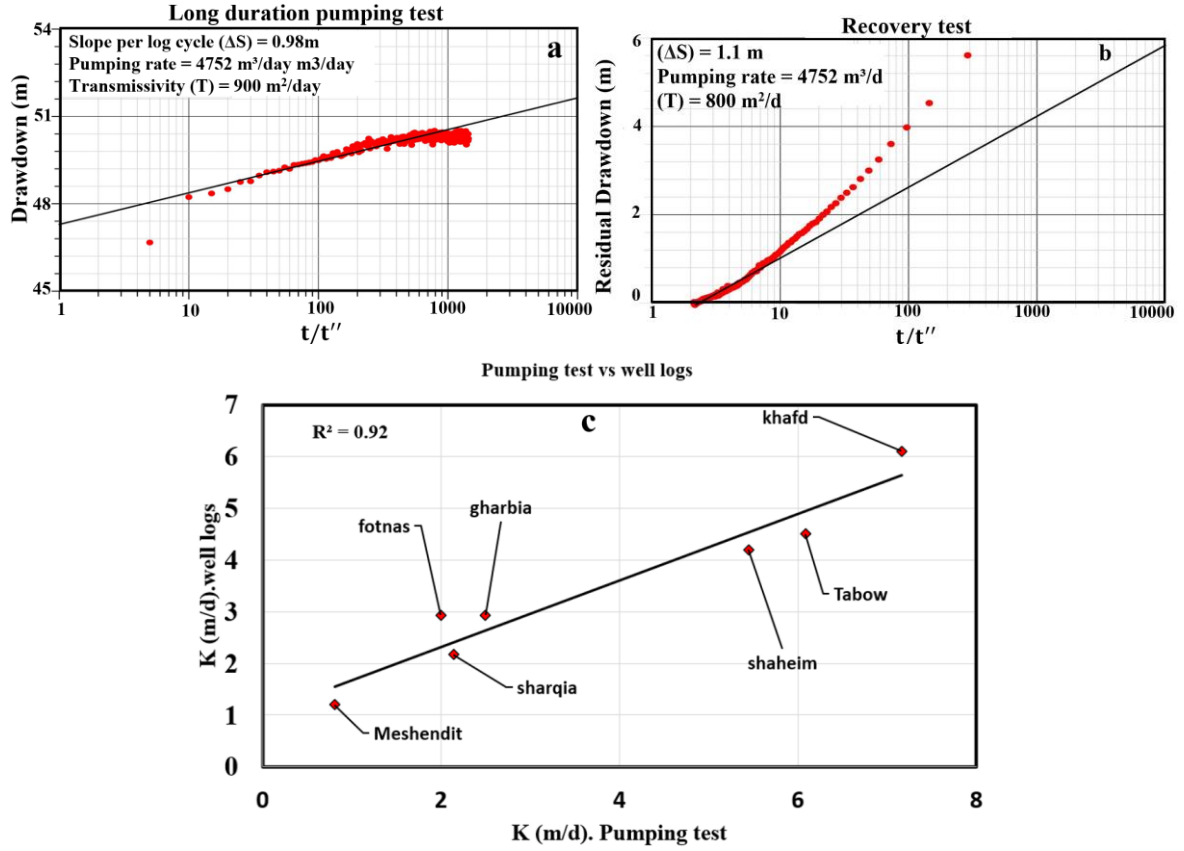 Long duration pumping test
54
51
48
45
Drawdown (m)
Slope per log cycle (ΔS) = 0.98m
Pumping rate = 4752 m³/day m3/day
Transmissivity (T) = 900 m²/day
a
1
10
100
1000
10000
t/t''
Recovery test
6
4
2
0
Residual Drawdown (m)
(ΔS) = 1.1 m
Pumping rate = 4752 m³/d
(T) = 800 m²/d
b
1
10
100
1000
10000
t/t''
Pumping test vs well logs
7
6
5
4
3
2
1
0
K (m/d).well logs
R² = 0.92
c
khafd
gharbia
fotnas
Tabow
shaheim
sharqia
Meshendit
0
2
4
6
8
K (m/d). Pumping test